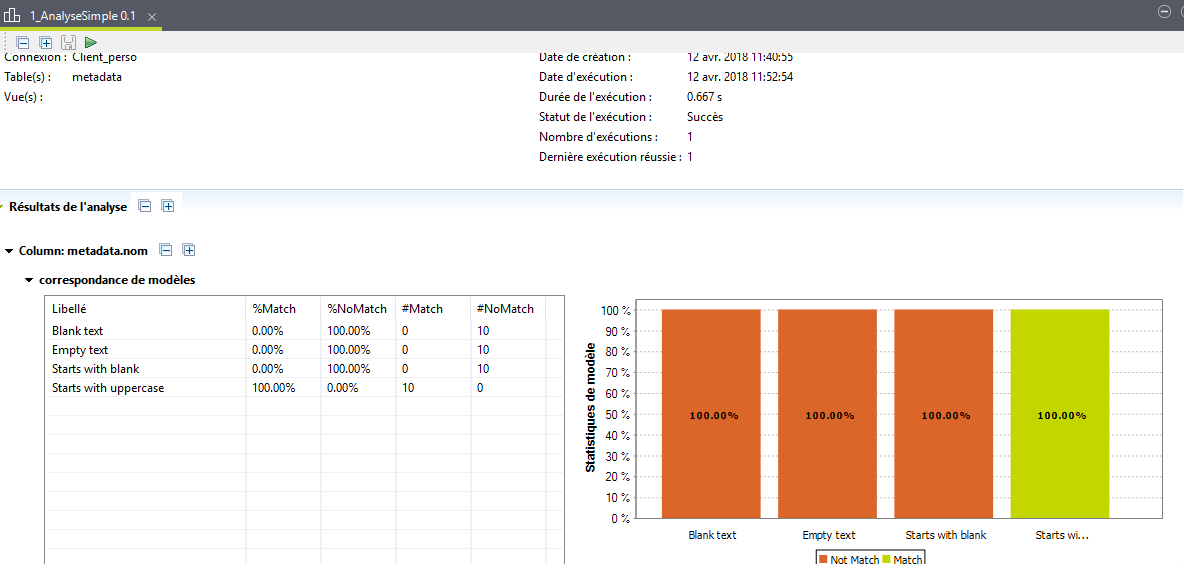 1_AnalyseSimple 0.1
Connexion : Client_perso
Date de création : 12 avr. 2018 11:40:55
Table(s) : metadata
Date d'exécution : 12 avr. 2018 11:52:54
Vue(s) :
Durée de l'exécution : 0.667 s
Statut de l'exécution : Succès
Nombre d'exécutions : 1
Dernière exécution réussie : 1
Résultats de l'analyse
Column: metadata.nom
correspondance de modèles
Libellé %Match %NoMatch #Match #NoMatch
Blank text 0.00% 100.00% 0 10
Empty text 0.00% 100.00% 0 10
Starts with blank 0.00% 100.00% 0 10
Starts with uppercase 100.00% 0.00% 10 0
Statistiques de modèle
100 %
90 %
80 %
70 %
60 %
50 %
40 %
30 %
20 %
10 %
0 %
100.00% 100.00% 100.00% 100.00%
Blank text Empty text Starts with blank Starts wi...
Not Match Match